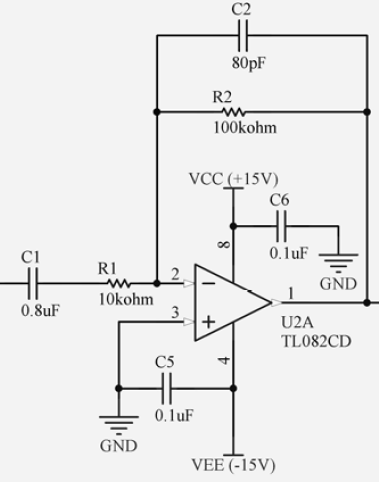 C2
80pF
R2
100kohm
VCC (+15V)
C6
8
0.1uF
GND
C1
R1
2
1
0.8uF
10kohm
3
U2A
TL082CD
C5
4
0.1uF
GND
VEE (-15V)